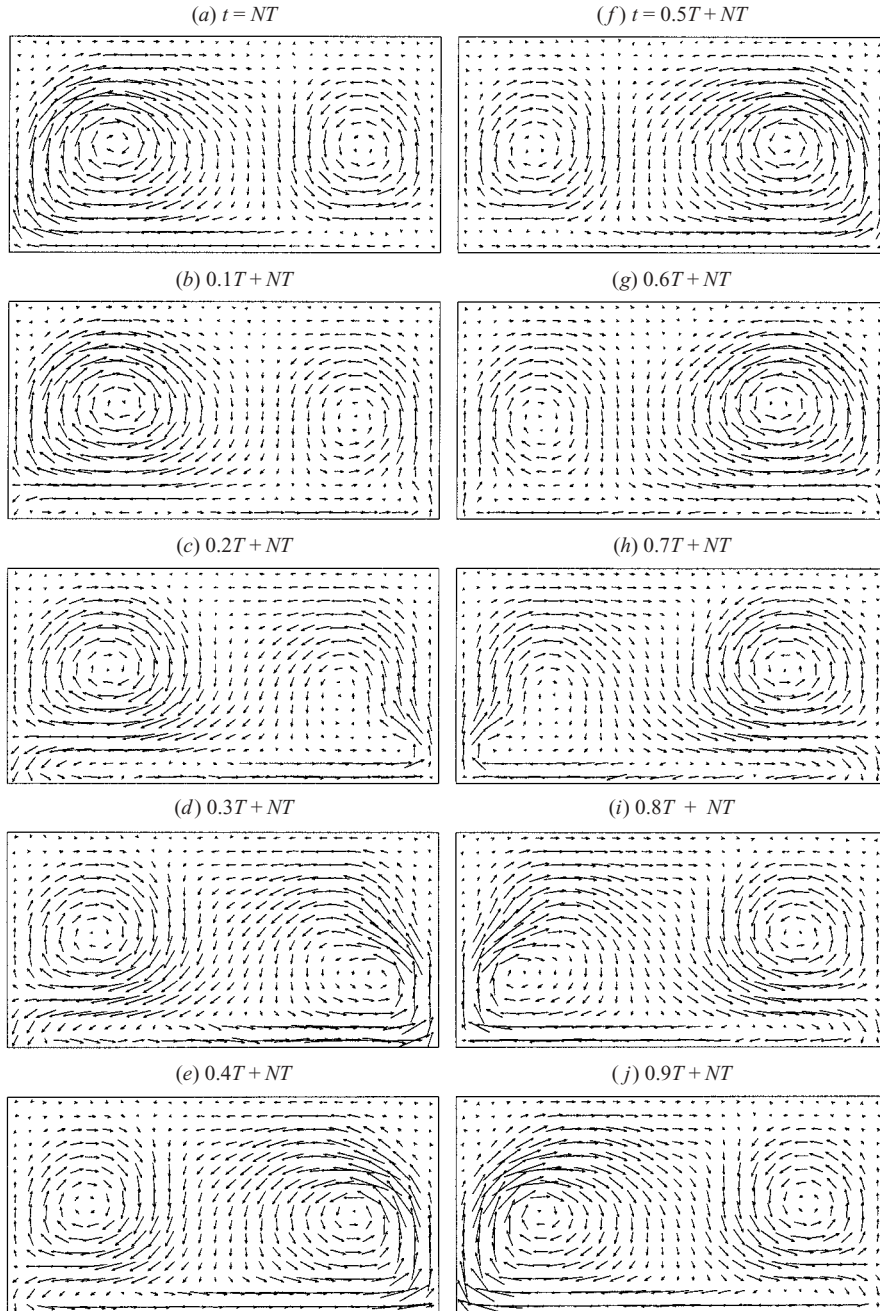 (a) t = NT
(f) t = 0.5T + NT
(b) 0.1T + NT
(g) 0.6T + NT
(c) 0.2T + NT
(h) 0.7T + NT
(d) 0.3T + NT
(i) 0.8T + NT
(e) 0.4T + NT
(j) 0.9T + NT